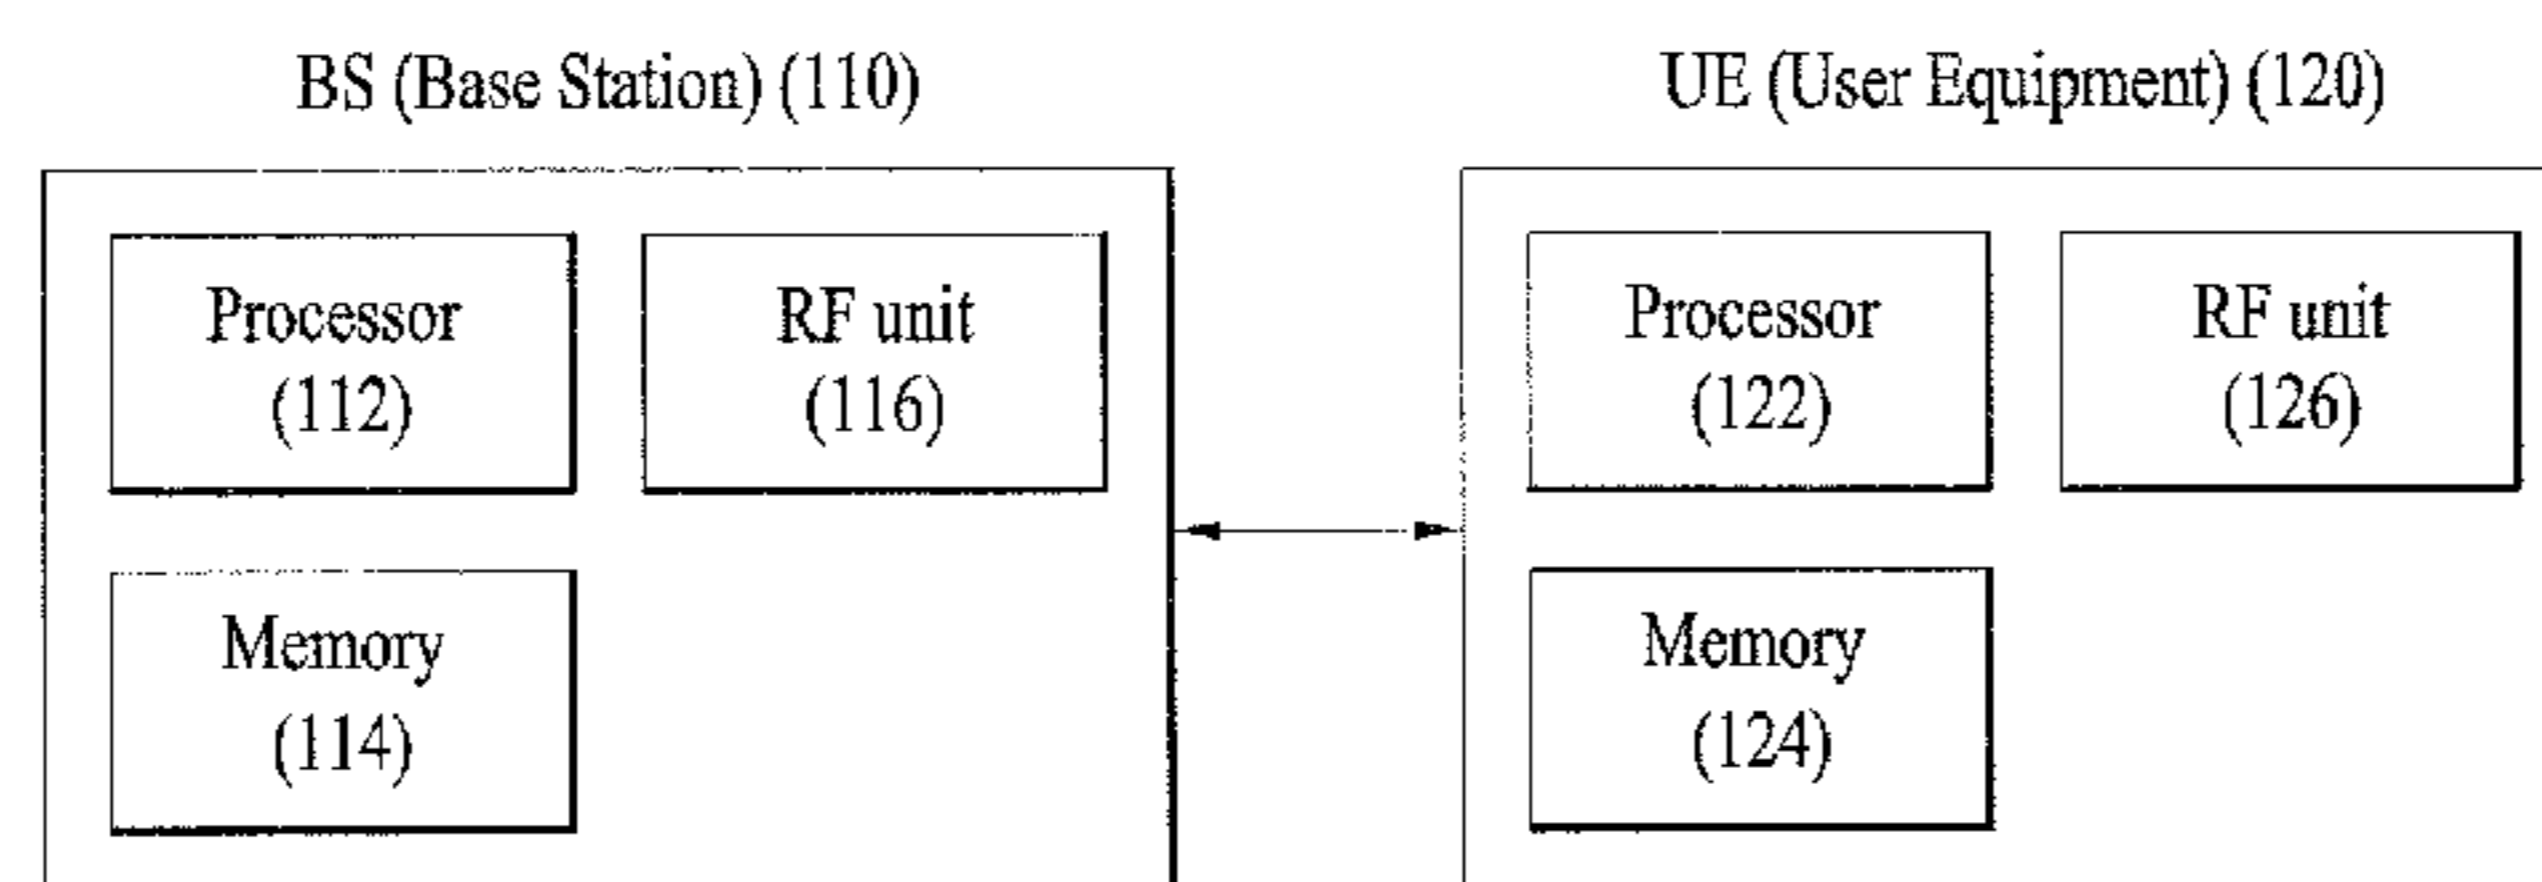 BS (Base Station) (110)
UE (User Equipment) (120)
Processor
(112)
RF unit
(116)
Memory
(114)
Processor
(122)
RF unit
(126)
Memory
(124)